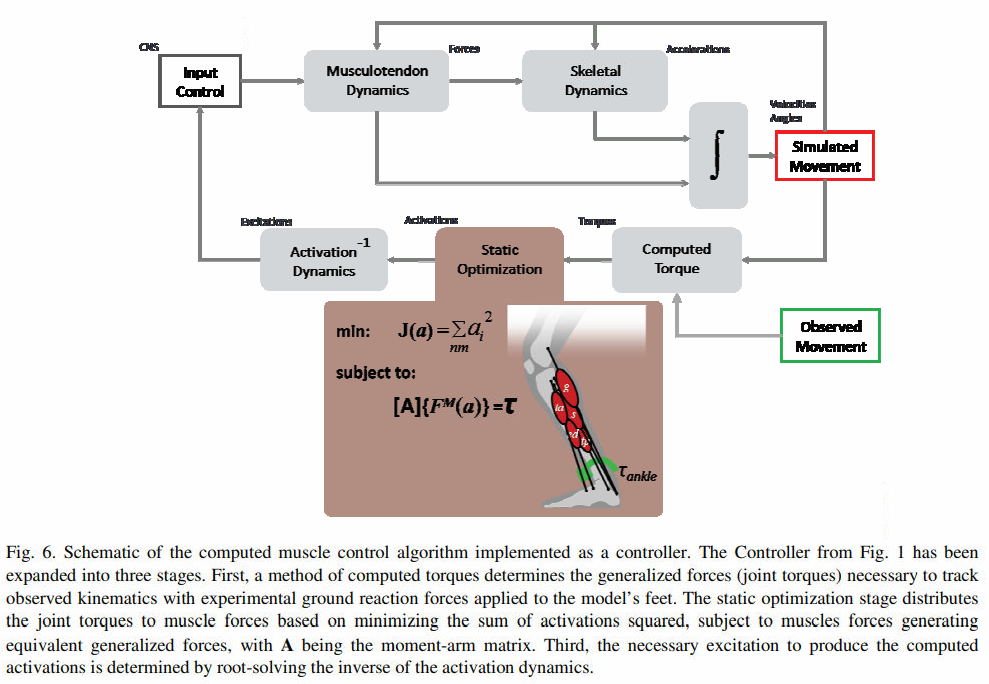 CNS
Input
Control
Musculotendon
Dynamics
Forces
Skeletal
Dynamics
Accelerations
∫
Velocities
Angles
Simulated
Movement
Excitations
Activation⁻¹
Dynamics
Activations
Static
Optimization
Torques
Computed
Torque
Observed
Movement
min: J(a)=∑aᵢ²
nm
subject to:
[A]{Fᴹ(a)}=τ
g
ta
s
τankle
Fig. 6. Schematic of the computed muscle control algorithm implemented as a controller. The Controller from Fig. 1 has been
expanded into three stages. First, a method of computed torques determines the generalized forces (joint torques) necessary to track
observed kinematics with experimental ground reaction forces applied to the model's feet. The static optimization stage distributes
the joint torques to muscle forces based on minimizing the sum of activations squared, subject to muscles forces generating
equivalent generalized forces, with A being the moment-arm matrix. Third, the necessary excitation to produce the computed
activations is determined by root-solving the inverse of the activation dynamics.